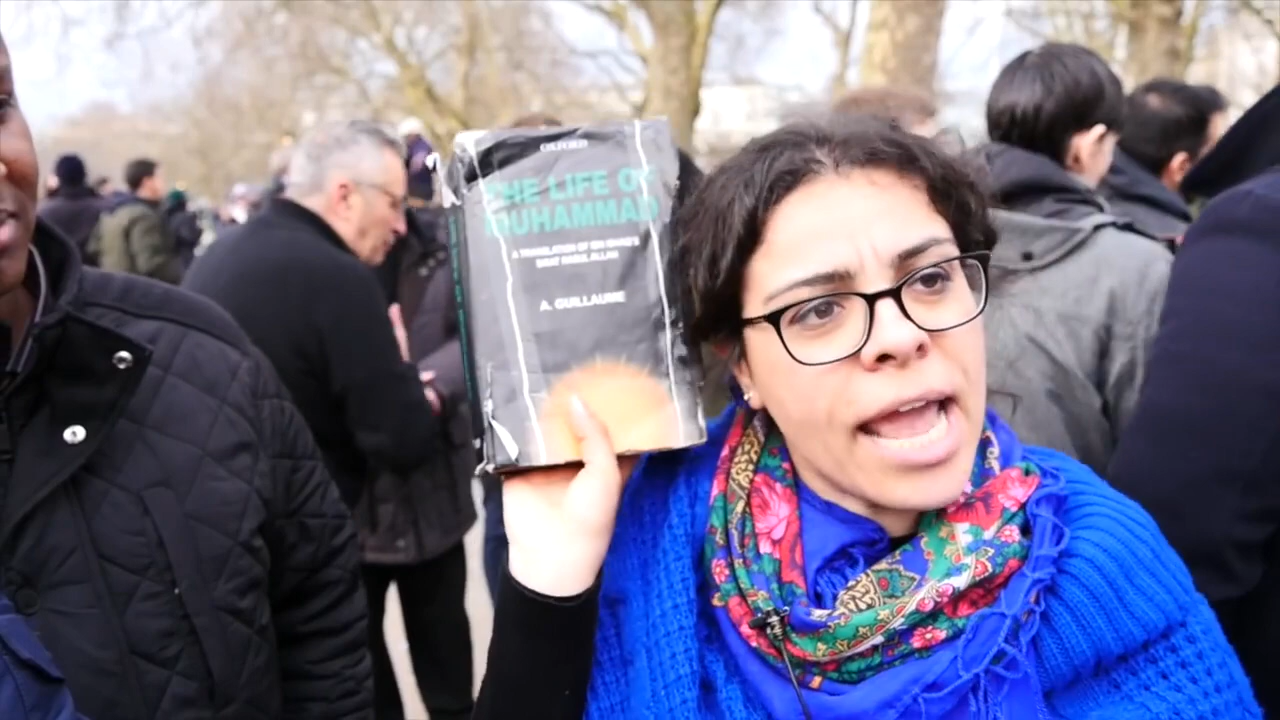 OXFORD
THE LIFE OF
MUHAMMAD
A TRANSLATION OF IBN ISHAQ'S
SIRAT RASUL ALLAH
A. GUILLAUME